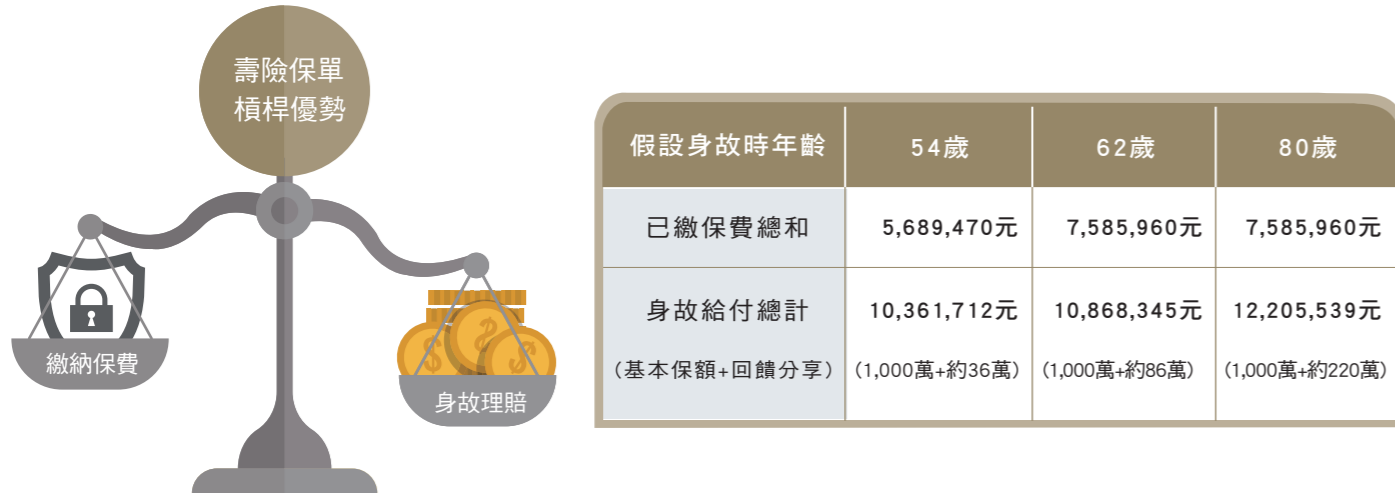 壽險保單
槓桿優勢
繳納保費
身故理賠
假設身故時年齡 54歲 62歲 80歲
已繳保費總和 5,689,470元 7,585,960元 7,585,960元
身故給付總計 10,361,712元 10,868,345元 12,205,539元
(基本保額+回饋分享) (1,000萬+約36萬) (1,000萬+約86萬) (1,000萬+約220萬)